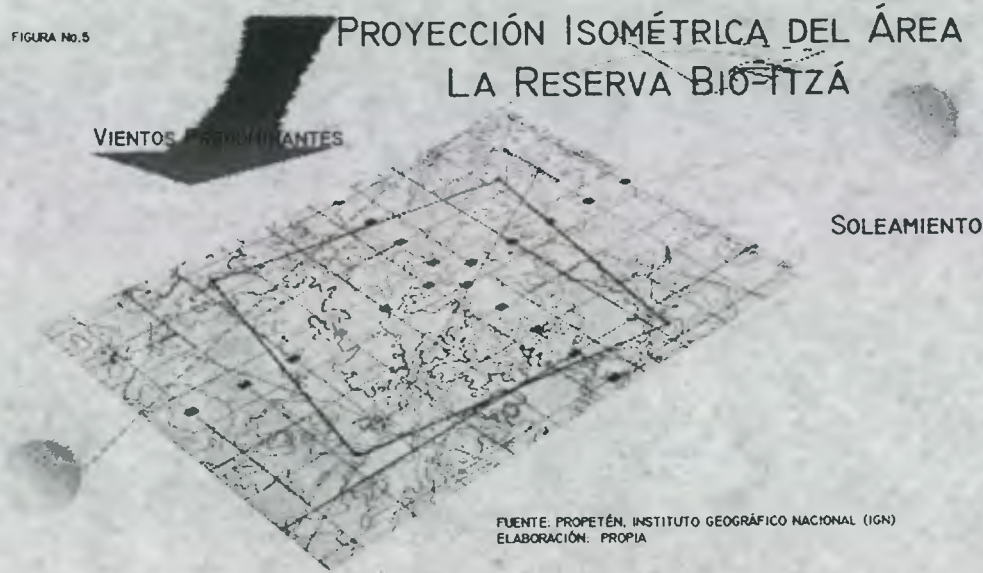 FIGURA No.5
PROYECCIÓN ISOMÉTRICA DEL ÁREA
LA RESERVA BIO-ITZÁ
VIENTOS PREDOMINANTES
SOLEAMIENTO
FUENTE: PROPETÉN, INSTITUTO GEOGRÁFICO NACIONAL (IGN)
ELABORACIÓN: PROPIA